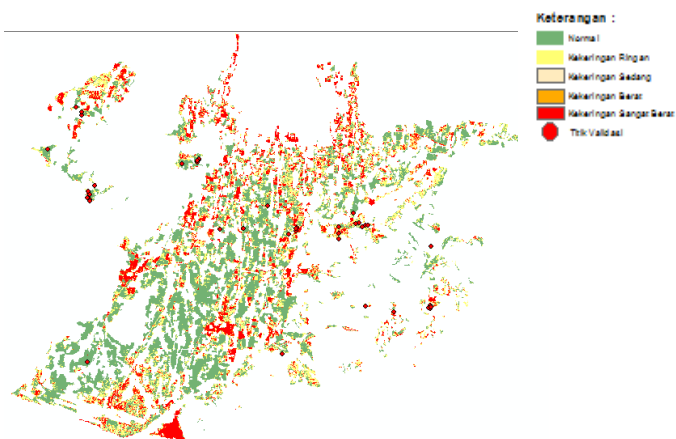 Keterangan :
Normal
Kekeringan Ringan
Kekeringan Sedang
Kekeringan Berat
Kekeringan Sangat Berat
Titik Validasi